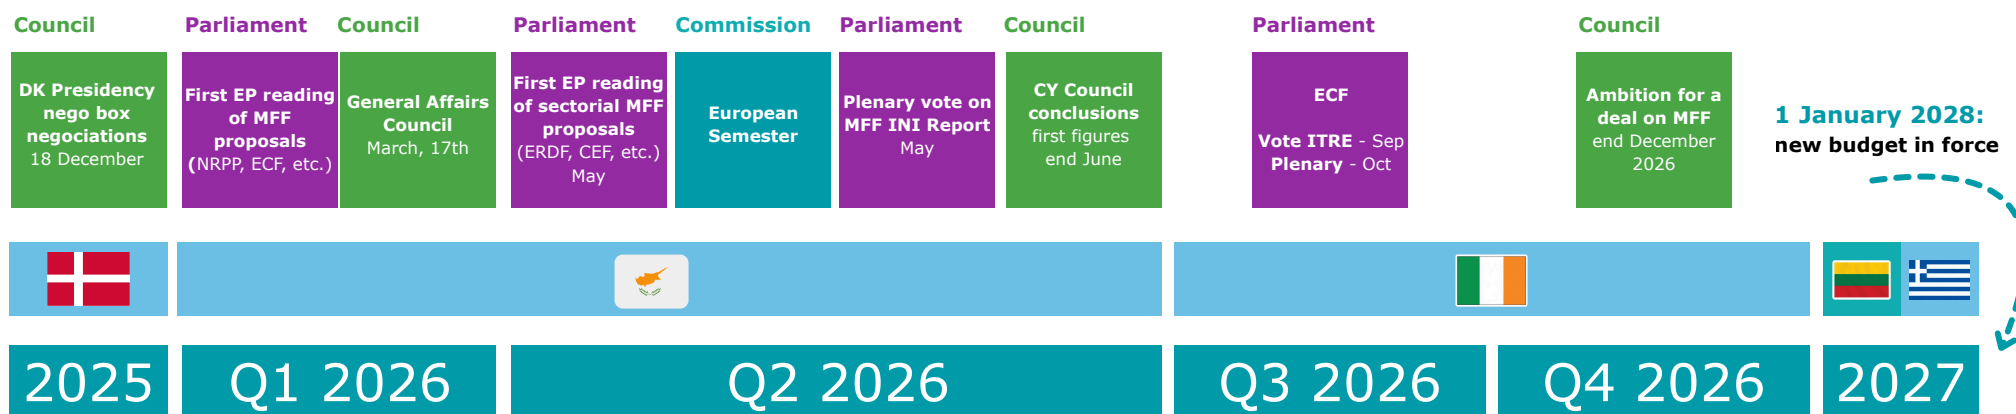 Council
Parliament
Council
Parliament
Commission
Parliament
Council
Parliament
Council
DK Presidency
nego box
negociations
18 December
First EP reading
of MFF
proposals
(NRPP, ECF, etc.)
General Affairs
Council
March, 17th
First EP reading
of sectorial MFF
proposals
(ERDF, CEF, etc.)
May
European
Semester
Plenary vote on
MFF INI Report
May
CY Council
conclusions
first figures
end June
ECF
Vote ITRE - Sep
Plenary - Oct
Ambition for a
deal on MFF
end December
2026
1 January 2028:
new budget in force
2025
Q1 2026
Q2 2026
Q3 2026
Q4 2026
2027